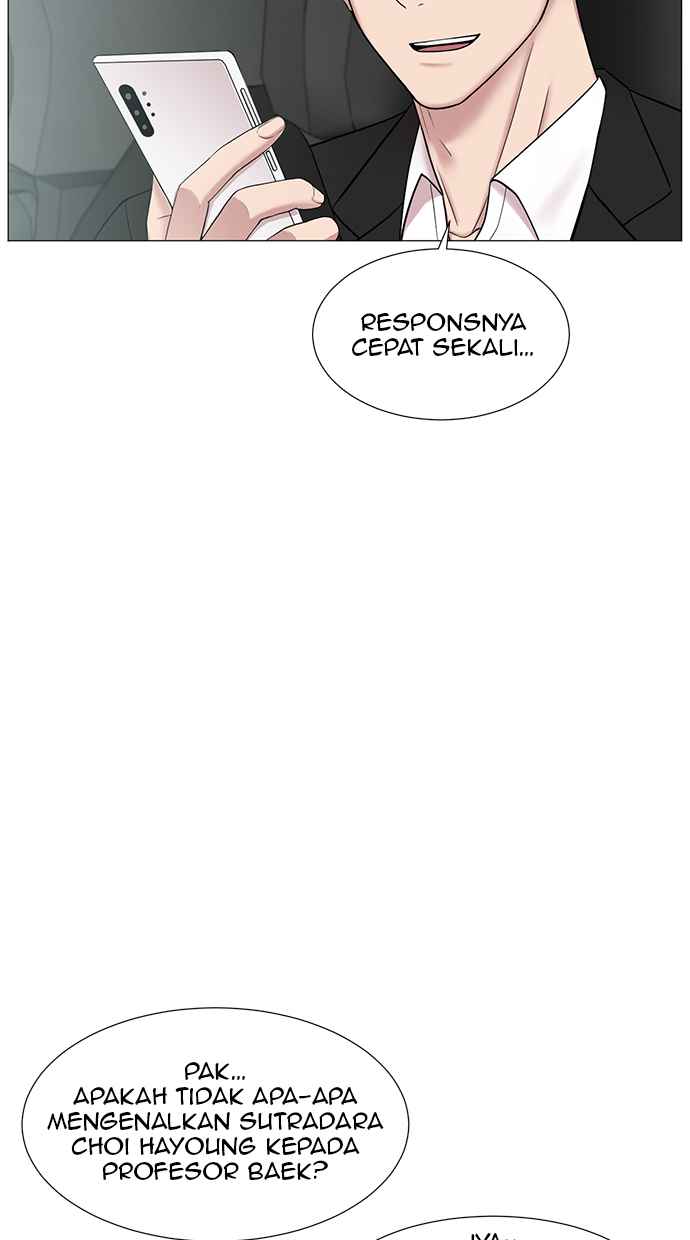 RESPONSNYA
CEPAT SEKALI...
PAK...
APAKAH TIDAK APA-APA
MENGENALKAN SUTRADARA
CHOI HAYOUNG KEPADA
PROFESOR BAEK?